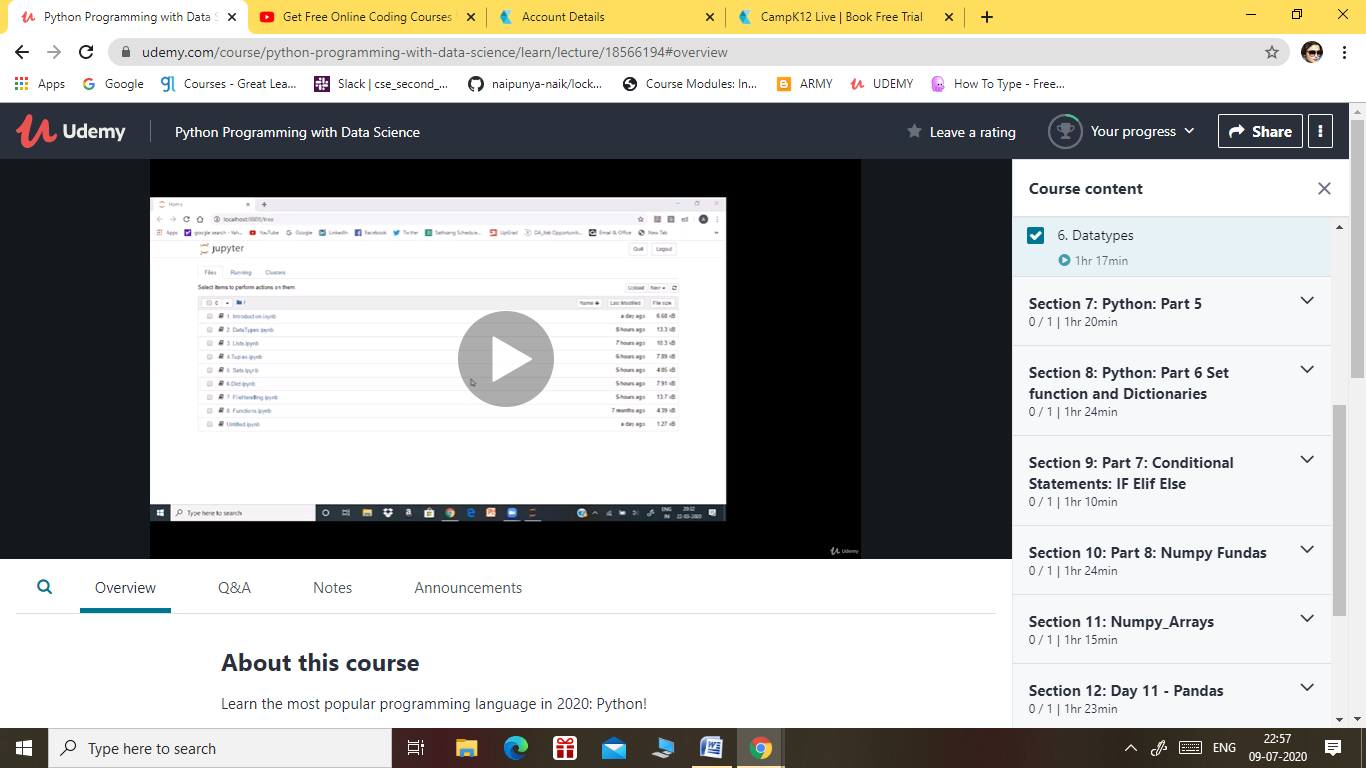 Python Programming with Data S
Get Free Online Coding Courses
Account Details
CampK12 Live | Book Free Trial
udemy.com/course/python-programming-with-data-science/learn/lecture/18566194#overview
Apps
Google
Courses - Great Lea...
Slack | cse_second_...
naipunya-naik/lock...
Course Modules: In...
ARMY
UDEMY
How To Type - Free...
Udemy
Python Programming with Data Science
Leave a rating
Your progress
Share
localhost:8888/tree
Apps
google search - Yah...
YouTube
Google
LinkedIn
Facebook
Twitter
Sathsang Schedule...
UpGrad
Email & Office
New Tab
jupyter
Quit
Logout
Files
Running
Clusters
Select items to perform actions on them
Upload
New
0
/
Name
Last Modified
File size
1. Introduction.ipynb
a day ago
6.68 kB
2. DataTypes.ipynb
8 hours ago
13.3 kB
3. Lists.ipynb
7 hours ago
10.3 kB
4.Tuples.ipynb
6 hours ago
7.89 kB
5. Sets.ipynb
5 hours ago
4.85 kB
6.Dict.ipynb
5 hours ago
7.91 kB
7. FileHandling.ipynb
5 hours ago
13.7 kB
8. Functions.ipynb
7 months ago
4.39 kB
Untitled.ipynb
a day ago
1.27 kB
Type here to search
ENG
IN
20:32
22-03-2020
Udemy
Course content
6. Datatypes
1hr 17min
Section 7: Python: Part 5
0 / 1 | 1hr 20min
Section 8: Python: Part 6 Set
function and Dictionaries
0 / 1 | 1hr 24min
Section 9: Part 7: Conditional
Statements: IF Elif Else
0 / 1 | 1hr 10min
Section 10: Part 8: Numpy Fundas
0 / 1 | 1hr 24min
Section 11: Numpy_Arrays
0 / 1 | 1hr 15min
Section 12: Day 11 - Pandas
0 / 1 | 1hr 23min
Overview
Q&A
Notes
Announcements
About this course
Learn the most popular programming language in 2020: Python!
Type here to search
ENG
22:57
09-07-2020